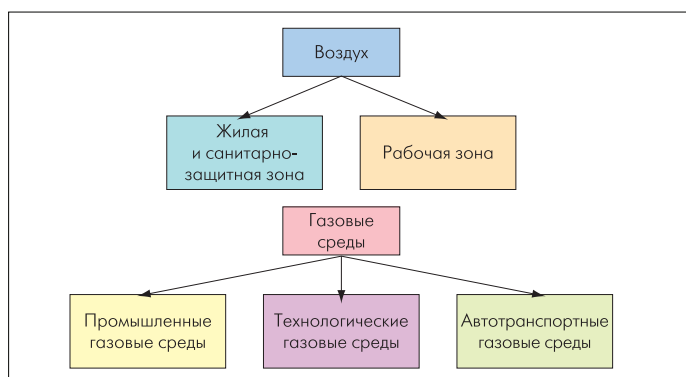 Воздух
Жилая
и санитарно-
защитная зона
Рабочая зона
Газовые
среды
Промышленные
газовые среды
Технологические
газовые среды
Автотранспортные
газовые среды